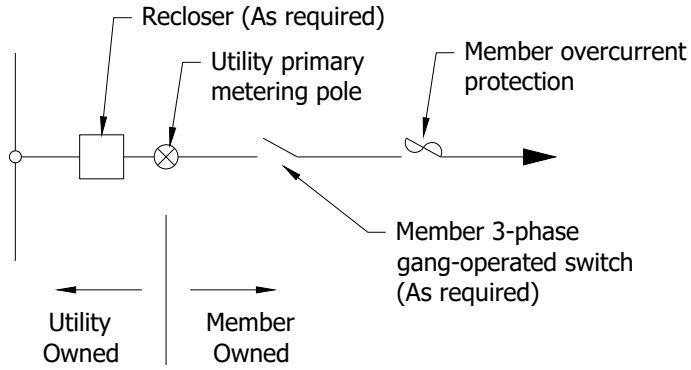 Recloser (As required)
Utility primary
metering pole
Member overcurrent
protection
Member 3-phase
gang-operated switch
(As required)
Utility
Owned
Member
Owned